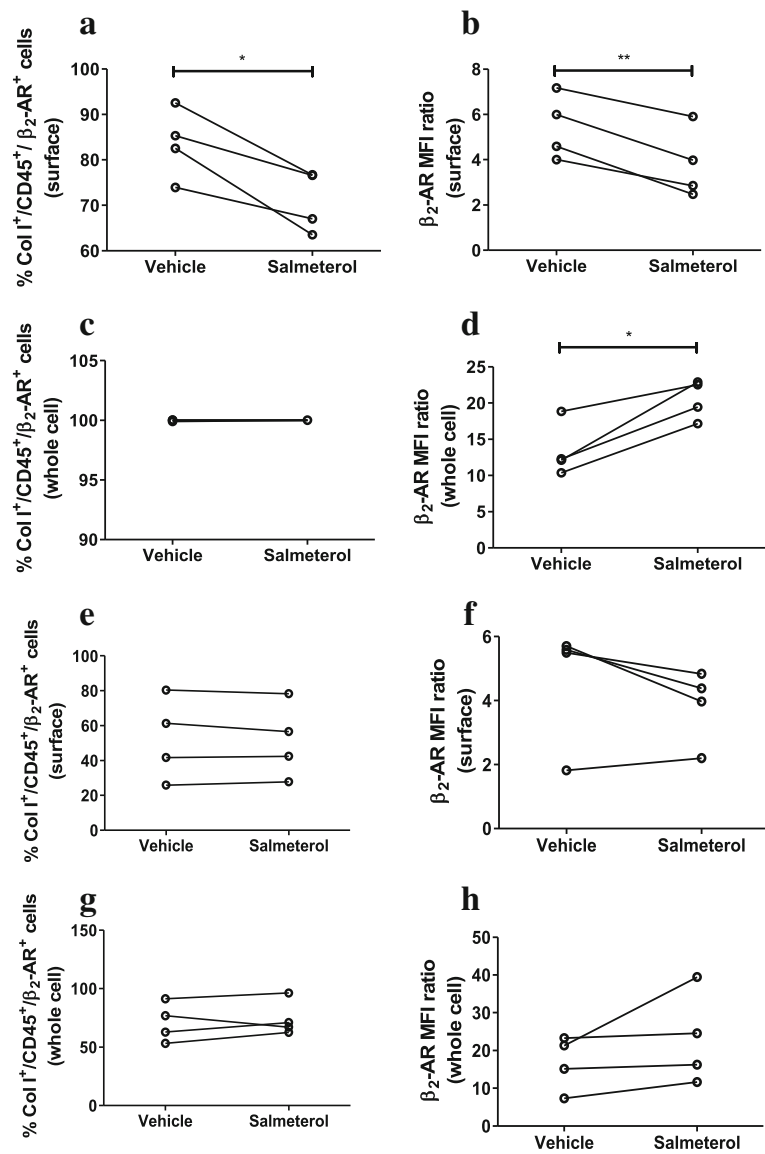 a
% Col I⁺/CD45⁺/ β₂-AR⁺ cells
(surface)
100
90
80
70
60
*
Vehicle
Salmeterol
b
β₂-AR MFI ratio
(surface)
8
6
4
2
0
**
Vehicle
Salmeterol
c
% Col I⁺/CD45⁺/β₂-AR⁺ cells
(whole cell)
105
100
95
90
Vehicle
Salmeterol
d
β₂-AR MFI ratio
(whole cell)
25
20
15
10
5
0
*
Vehicle
Salmeterol
e
% Col I⁺/CD45⁺/β₂-AR⁺ cells
(surface)
100
80
60
40
20
0
Vehicle
Salmeterol
f
β₂-AR MFI ratio
(surface)
6
4
2
0
Vehicle
Salmeterol
g
% Col I⁺/CD45⁺/β₂-AR⁺ cells
(whole cell)
150
100
50
0
Vehicle
Salmeterol
h
β₂-AR MFI ratio
(whole cell)
50
40
30
20
10
0
Vehicle
Salmeterol